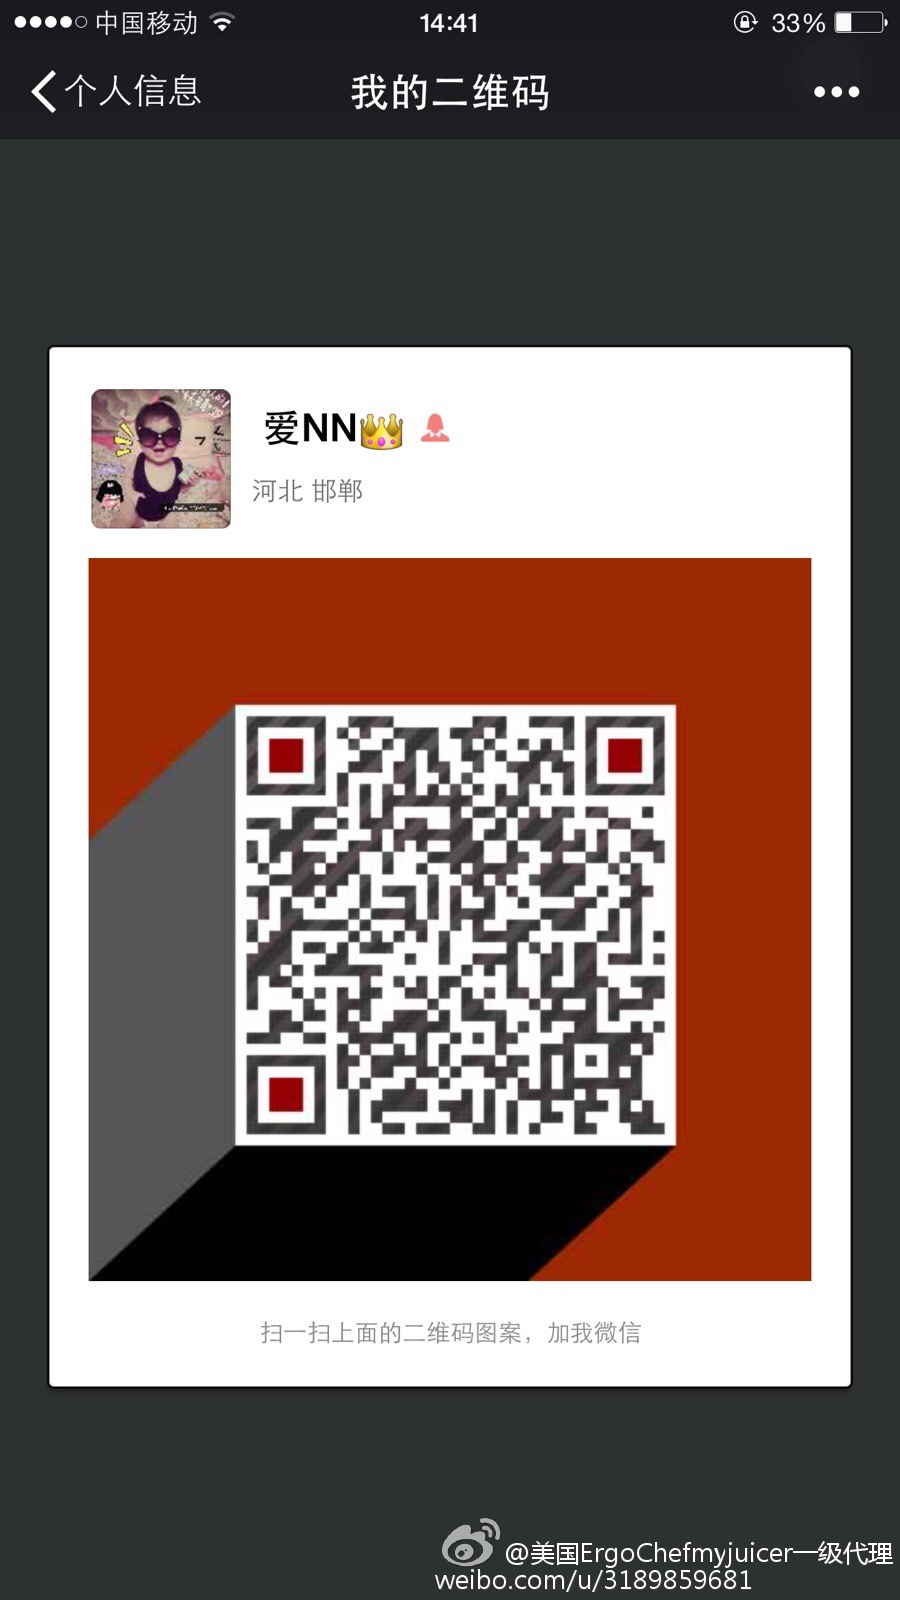 中国移动
14:41
33%
个人信息
我的二维码
爱NN
河北 邯郸
扫一扫上面的二维码图案，加我微信
@美国ErgoChefmyjuicer一级代理
weibo.com/u/3189859681